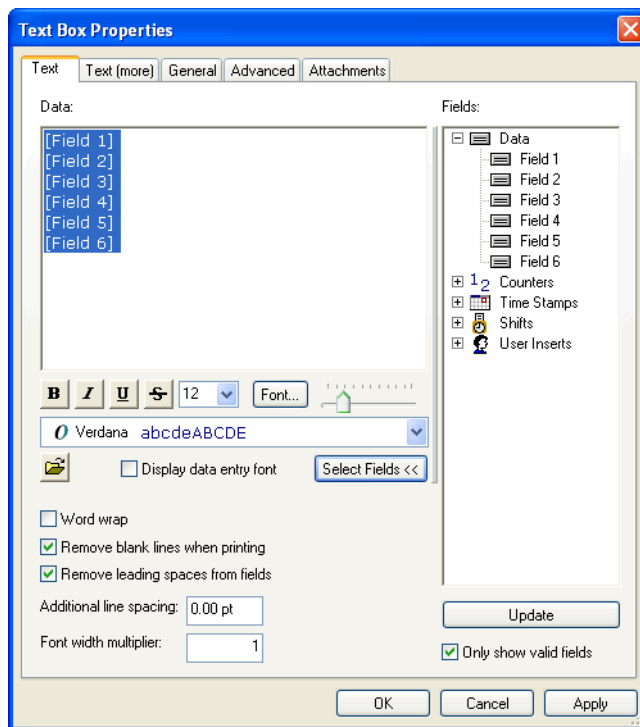 Text Box Properties
Text Text (more) General Advanced Attachments
Data:
[Field 1]
[Field 2]
[Field 3]
[Field 4]
[Field 5]
[Field 6]
B I U S 12 Font...
O Verdana abcdeABCDE
Display data entry font Select Fields <<
Word wrap
Remove blank lines when printing
Remove leading spaces from fields
Additional line spacing: 0.00 pt
Font width multiplier: 1
Fields:
Data
Field 1
Field 2
Field 3
Field 4
Field 5
Field 6
12 Counters
Time Stamps
Shifts
User Inserts
Update
Only show valid fields
OK Cancel Apply